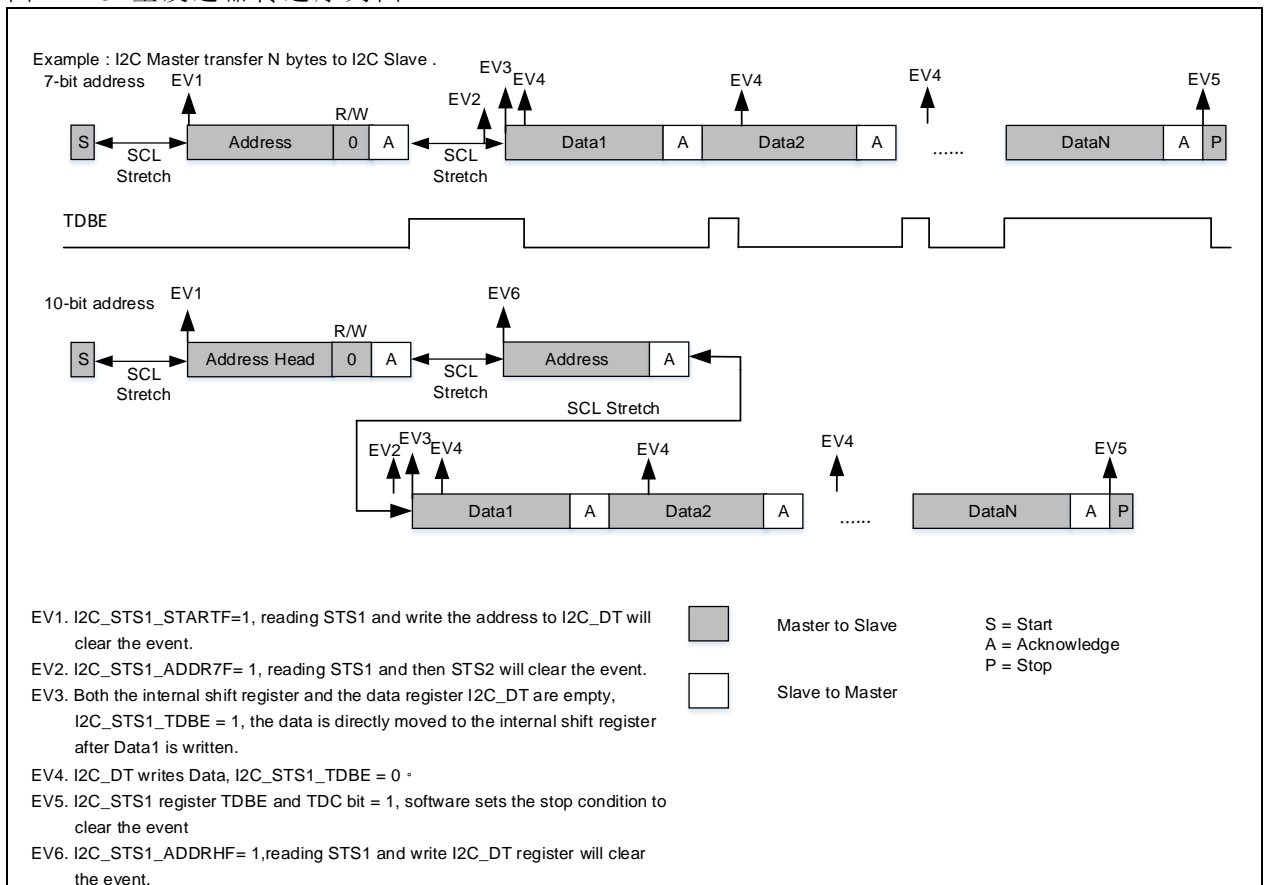 Example : I2C Master transfer N bytes to I2C Slave .
7-bit address
EV1
EV2
EV3
EV4
EV4
EV4
EV5
R/W
S
SCL
Stretch
Address
0
A
SCL
Stretch
Data1
A
Data2
A
......
DataN
A
P
TDBE
10-bit address
EV1
EV6
R/W
S
SCL
Stretch
Address Head
0
A
SCL
Stretch
Address
A
SCL Stretch
EV2
EV3
EV4
EV4
EV4
EV5
Data1
A
Data2
A
......
DataN
A
P
EV1. I2C_STS1_STARTF=1, reading STS1 and write the address to I2C_DT will
clear the event.
EV2. I2C_STS1_ADDR7F= 1, reading STS1 and then STS2 will clear the event.
EV3. Both the internal shift register and the data register I2C_DT are empty,
I2C_STS1_TDBE = 1, the data is directly moved to the internal shift register
after Data1 is written.
EV4. I2C_DT writes Data, I2C_STS1_TDBE = 0 。
EV5. I2C_STS1 register TDBE and TDC bit = 1, software sets the stop condition to
clear the event
EV6. I2C_STS1_ADDRHF= 1,reading STS1 and write I2C_DT register will clear
the event.
Master to Slave
Slave to Master
S = Start
A = Acknowledge
P = Stop